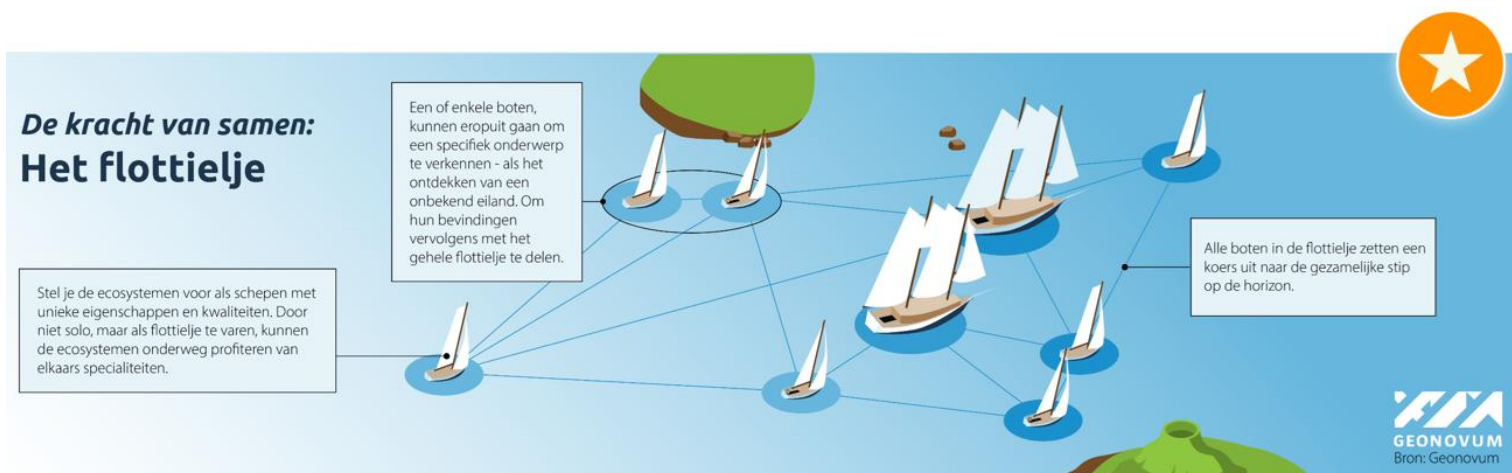 De kracht van samen:
Het flottielje
Stel je de ecosystemen voor als schepen met
unieke eigenschappen en kwaliteiten. Door
niet solo, maar als flottielje te varen, kunnen
de ecosystemen onderweg profiteren van
elkaars specialiteiten.
Een of enkele boten,
kunnen eropuit gaan om
een specifiek onderwerp
te verkennen - als het
ontdekken van een
onbekend eiland. Om
hun bevindingen
vervolgens met het
gehele flottielje te delen.
Alle boten in de flottielje zetten een
koers uit naar de gezamelijke stip
op de horizon.
GEONOVUM
Bron: Geonovum